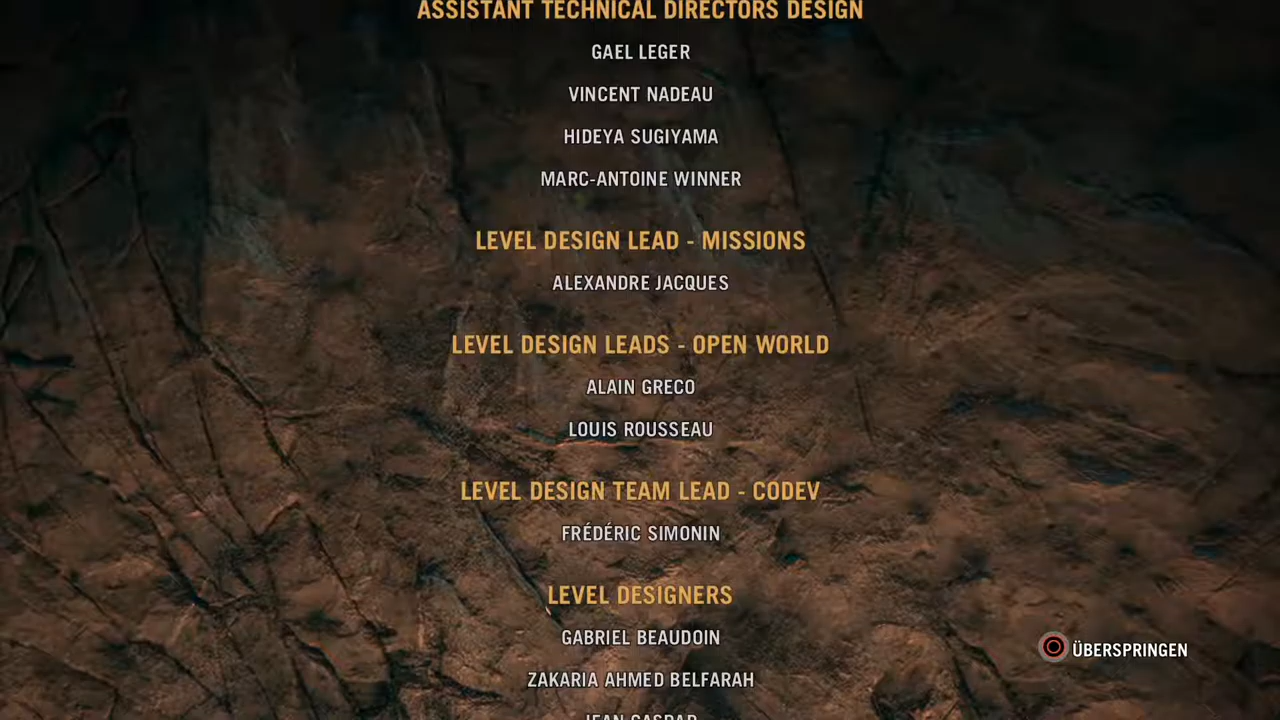 ASSISTANT TECHNICAL DIRECTORS DESIGN
GAEL LEGER
VINCENT NADEAU
HIDEYA SUGIYAMA
MARC-ANTOINE WINNER
LEVEL DESIGN LEAD - MISSIONS
ALEXANDRE JACQUES
LEVEL DESIGN LEADS - OPEN WORLD
ALAIN GRECO
LOUIS ROUSSEAU
LEVEL DESIGN TEAM LEAD - CODEV
FRÉDÉRIC SIMONIN
LEVEL DESIGNERS
GABRIEL BEAUDOIN
ÜBERSPRINGEN
ZAKARIA AHMED BELFARAH
JEAN GASPAR